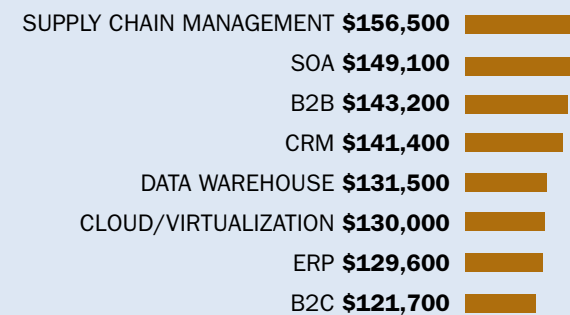 SUPPLY CHAIN MANAGEMENT $156,500
SOA $149,100
B2B $143,200
CRM $141,400
DATA WAREHOUSE $131,500
CLOUD/VIRTUALIZATION $130,000
ERP $129,600
B2C $121,700